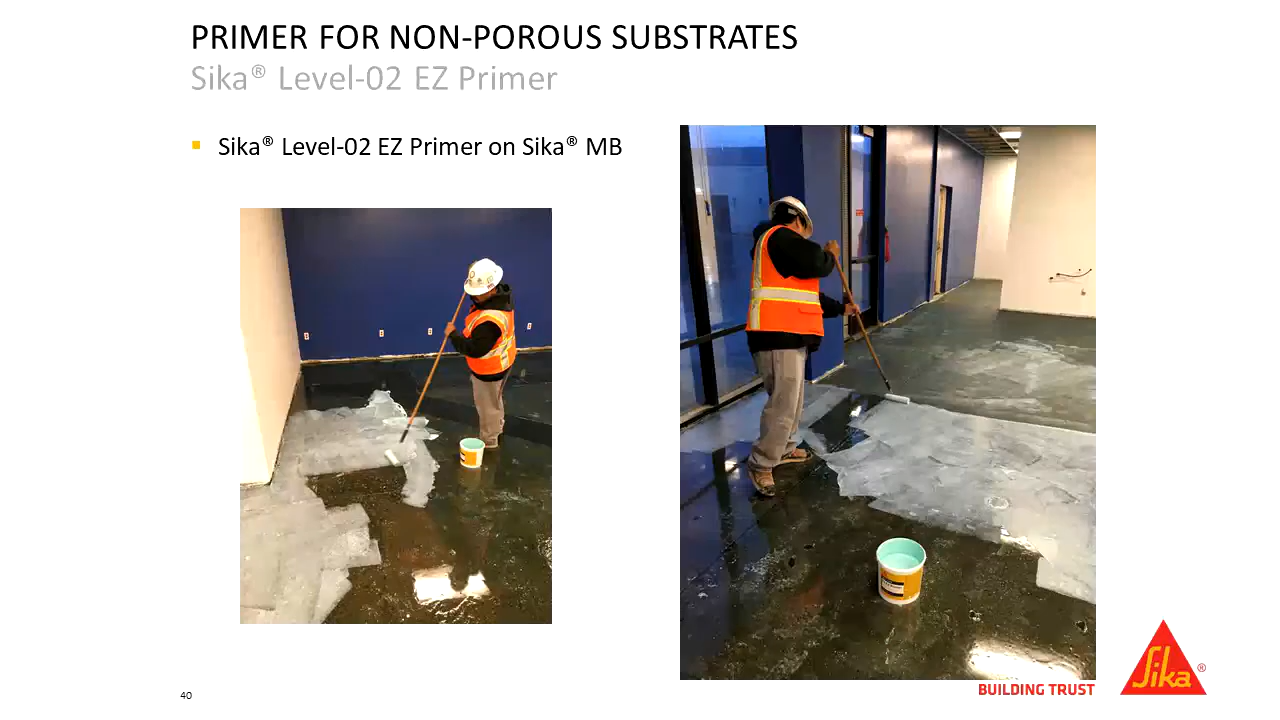 PRIMER FOR NON-POROUS SUBSTRATES
Sika® Level-02 EZ Primer
▪ Sika® Level-02 EZ Primer on Sika® MB
40
BUILDING TRUST
Sika®